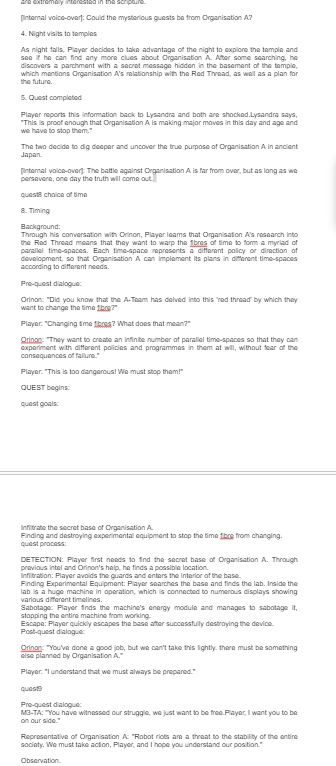 are extremely interested in the scripture.
[Internal voice-over]: Could the mysterious guests be from Organisation A?
4. Night visits to temples
As night falls, Player decides to take advantage of the night to explore the temple and
see if he can find any more clues about Organisation A. After some searching, he
discovers a parchment with a secret message hidden in the basement of the temple,
which mentions Organisation A's relationship with the Red Thread, as well as a plan for
the future.
5. Quest completed
Player reports this information back to Lysandra and both are shocked.Lysandra says,
"This is proof enough that Organisation A is making major moves in this day and age and
we have to stop them."
The two decide to dig deeper and uncover the true purpose of Organisation A in ancient
Japan.
[Internal voice-over]: The battle against Organisation A is far from over, but as long as we
persevere, one day the truth will come out.
quest8 choice of time
8. Timing
Background:
Through his conversation with Orinon, Player learns that Organisation A's research into
the Red Thread means that they want to warp the fibres of time to form a myriad of
parallel time-spaces. Each time-space represents a different policy or direction of
development, so that Organisation A can implement its plans in different time-spaces
according to different needs.
Pre-quest dialogue:
Orinon: "Did you know that the A-Team has delved into this 'red thread' by which they
want to change the time fibre?"
Player: "Changing time fibres? What does that mean?"
Orinon: "They want to create an infinite number of parallel time-spaces so that they can
experiment with different policies and programmes in them at will, without fear of the
consequences of failure."
Player: "This is too dangerous! We must stop them!"
QUEST begins:
quest goals:
Infiltrate the secret base of Organisation A.
Finding and destroying experimental equipment to stop the time fibre from changing.
quest process:
DETECTION: Player first needs to find the secret base of Organisation A. Through
previous intel and Orinon's help, he finds a possible location.
Infiltration: Player avoids the guards and enters the interior of the base.
Finding Experimental Equipment: Player searches the base and finds the lab. Inside the
lab is a huge machine in operation, which is connected to numerous displays showing
various different timelines.
Sabotage: Player finds the machine's energy module and manages to sabotage it,
stopping the entire machine from working.
Escape: Player quickly escapes the base after successfully destroying the device.
Post-quest dialogue:
Orinon: "You've done a good job, but we can't take this lightly. there must be something
else planned by Organisation A."
Player: "I understand that we must always be prepared."
quest9
Pre-quest dialogue:
M3-TA: "You have witnessed our struggle, we just want to be free.Player, I want you to be
on our side."
Representative of Organisation A: "Robot riots are a threat to the stability of the entire
society. We must take action, Player, and I hope you understand our position."
Observation.